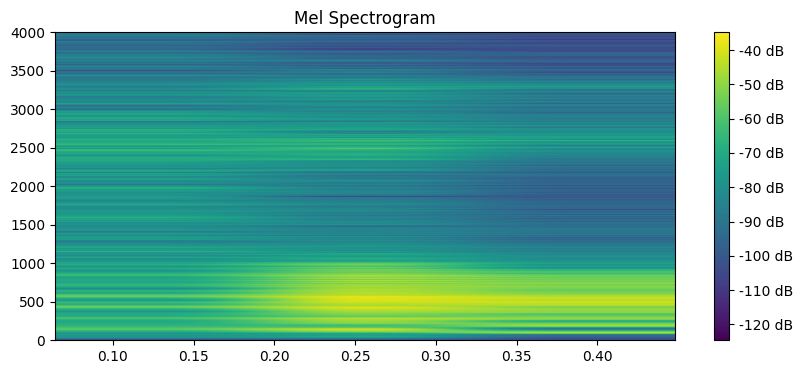 Mel Spectrogram
4000
3500
3000
2500
2000
1500
1000
500
0
0.10 0.15 0.20 0.25 0.30 0.35 0.40
-40 dB
-50 dB
-60 dB
-70 dB
-80 dB
-90 dB
-100 dB
-110 dB
-120 dB